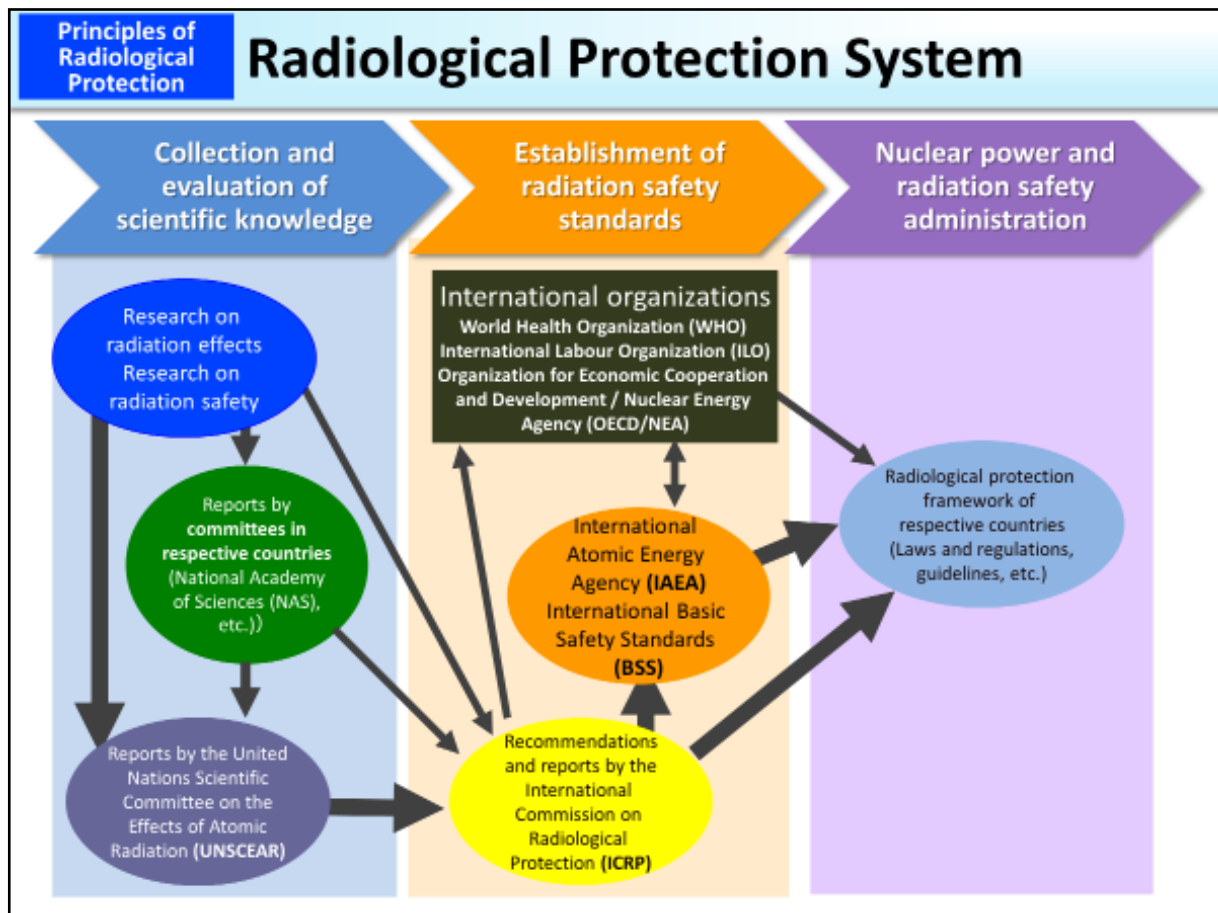 Principles of
Radiological
Protection
Radiological Protection System
Collection and
evaluation of
scientific knowledge
Establishment of
radiation safety
standards
Nuclear power and
radiation safety
administration
Research on
radiation effects
Research on
radiation safety
Reports by
committees in
respective countries
(National Academy
of Sciences (NAS),
etc.))
Reports by the United
Nations Scientific
Committee on the
Effects of Atomic
Radiation (UNSCEAR)
International organizations
World Health Organization (WHO)
International Labour Organization (ILO)
Organization for Economic Cooperation
and Development / Nuclear Energy
Agency (OECD/NEA)
International
Atomic Energy
Agency (IAEA)
International Basic
Safety Standards
(BSS)
Recommendations
and reports by the
International
Commission on
Radiological
Protection (ICRP)
Radiological protection
framework of
respective countries
(Laws and regulations,
guidelines, etc.)